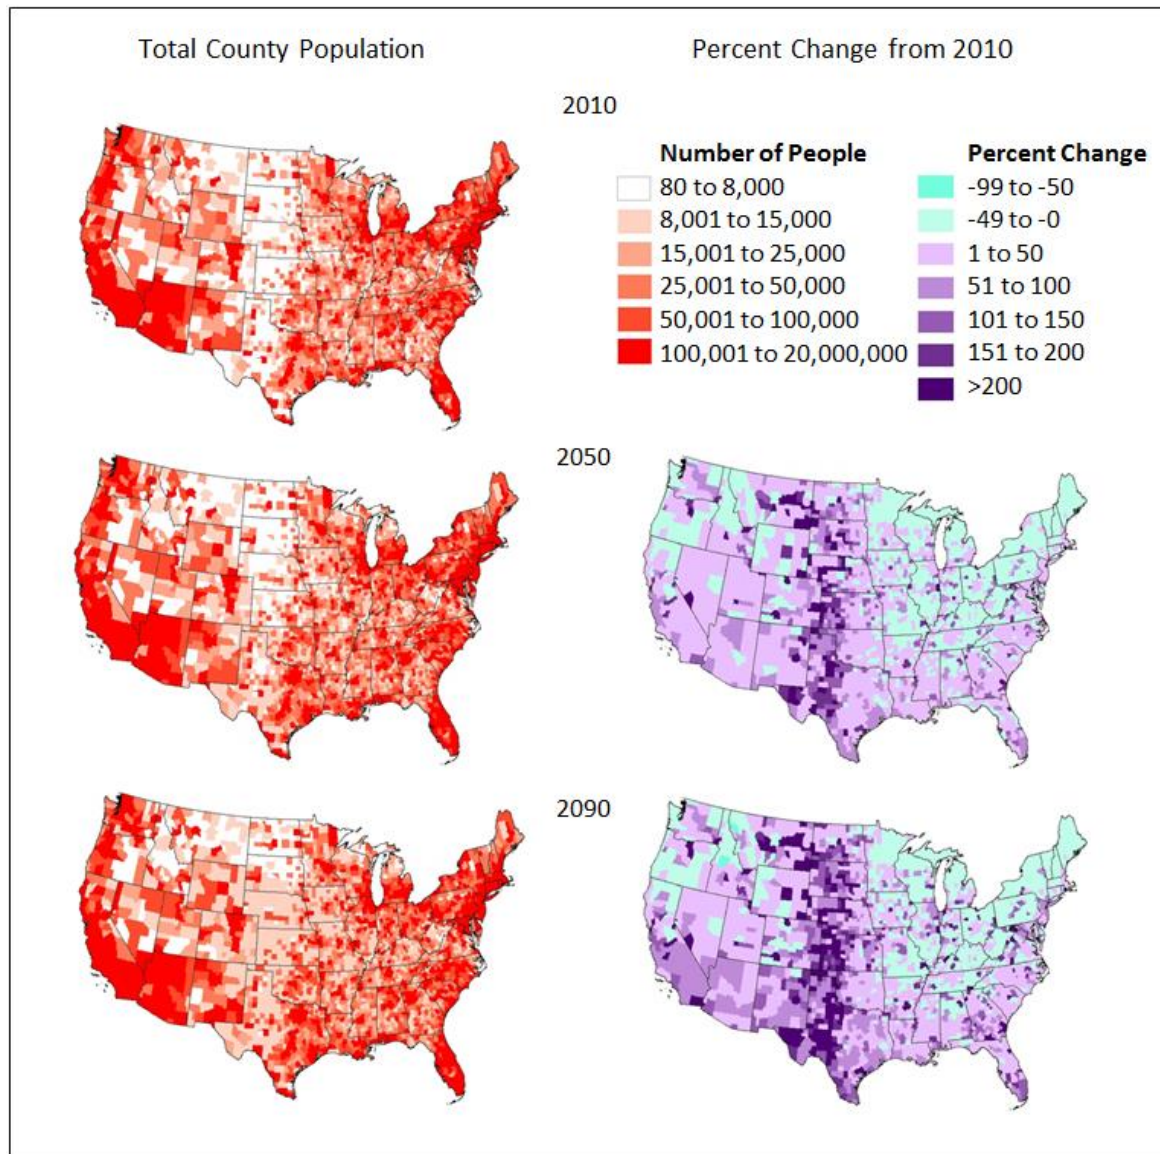 Total County Population
Percent Change from 2010
2010
Number of People
80 to 8,000
8,001 to 15,000
15,001 to 25,000
25,001 to 50,000
50,001 to 100,000
100,001 to 20,000,000
Percent Change
-99 to -50
-49 to -0
1 to 50
51 to 100
101 to 150
151 to 200
>200
2050
2090